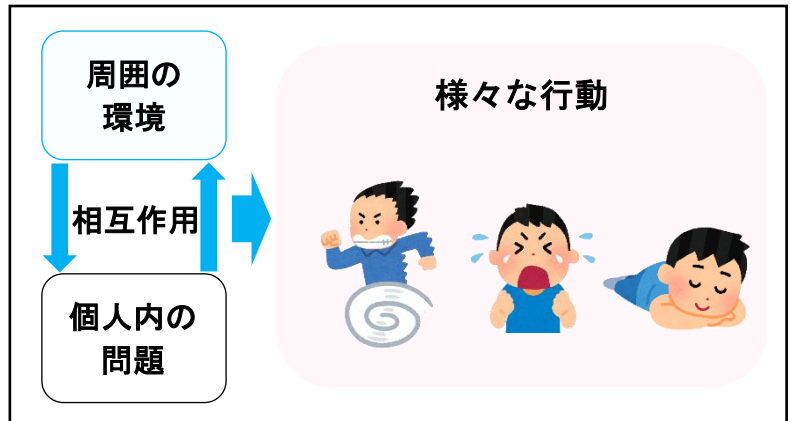 周囲の
環境
相互作用
個人内の
問題
様々な行動